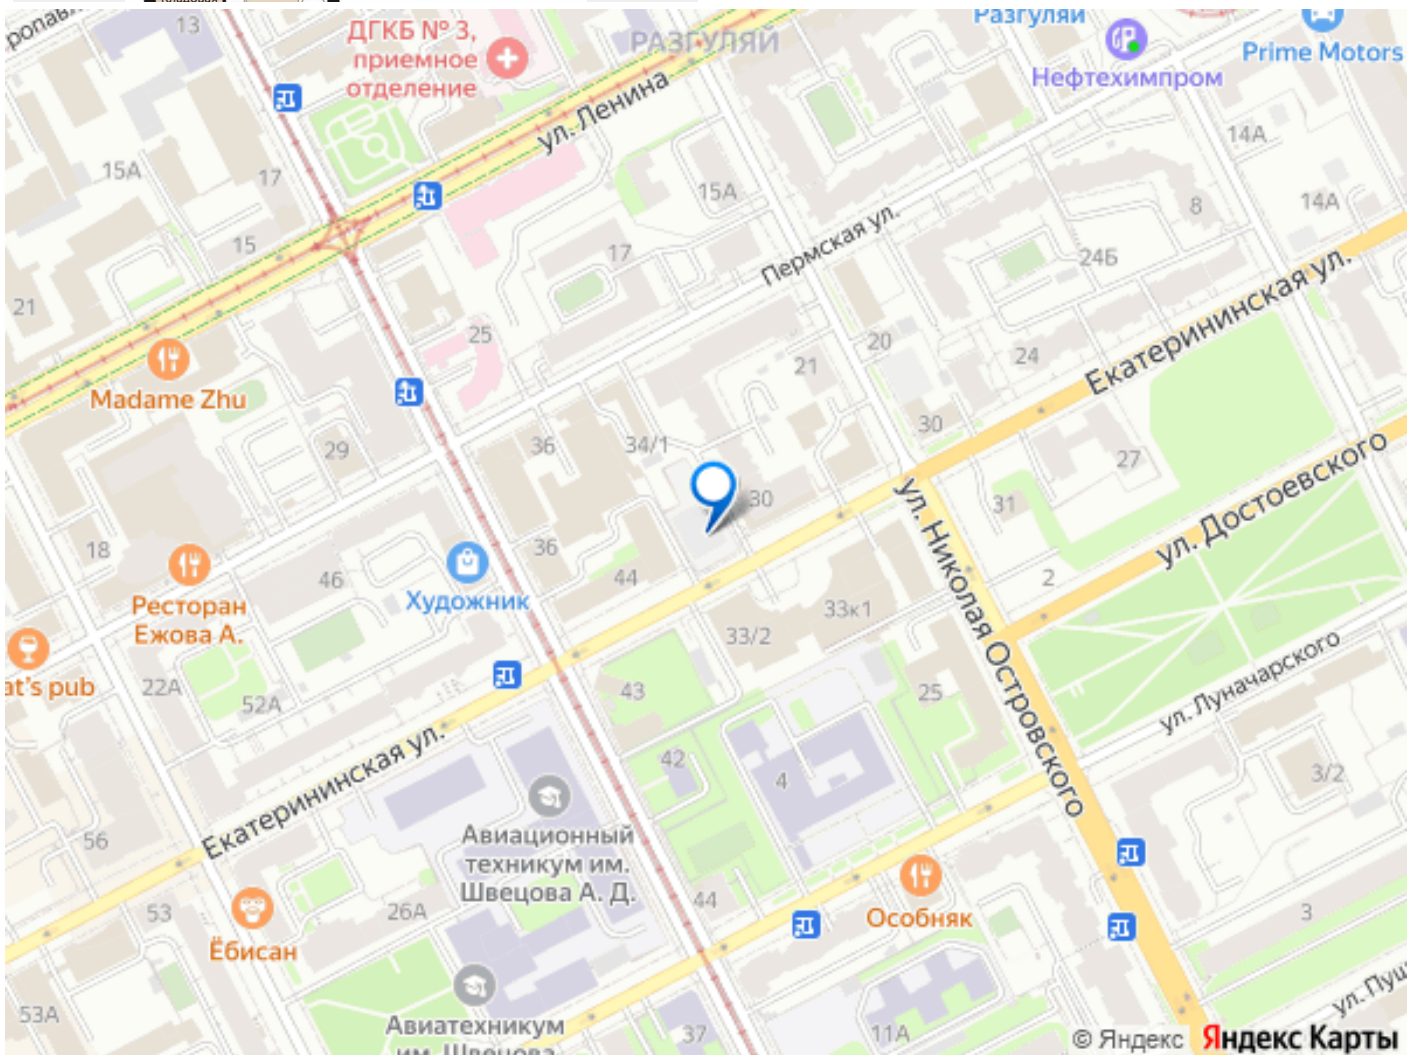 13
ДГКБ № 3,
приемное
отделение
РАЗГУЛЯЙ
Разгуляй
Нефтехимпром
Prime Motors
ул. Ленина
15А
17
15А
14А
8
14А
15
17
Пермская ул.
24Б
Екатерининская ул.
21
25
20
24
21
Madame Zhu
29
36
34/1
30
30
27
31
ул. Достоевского
18
46
Художник
36
44
2
Ресторан
Ежова А.
33/2
33к1
ул. Николая Островского
at's pub
22А
52А
43
25
ул. Луначарского
Екатерининская ул.
42
4
3/2
56
Авиационный
техникум им.
Швецова А. Д.
53
26А
44
Особняк
3
Ёбисан
53А
Авиатехникум
37
11А
© Яндекс Яндекс Карты